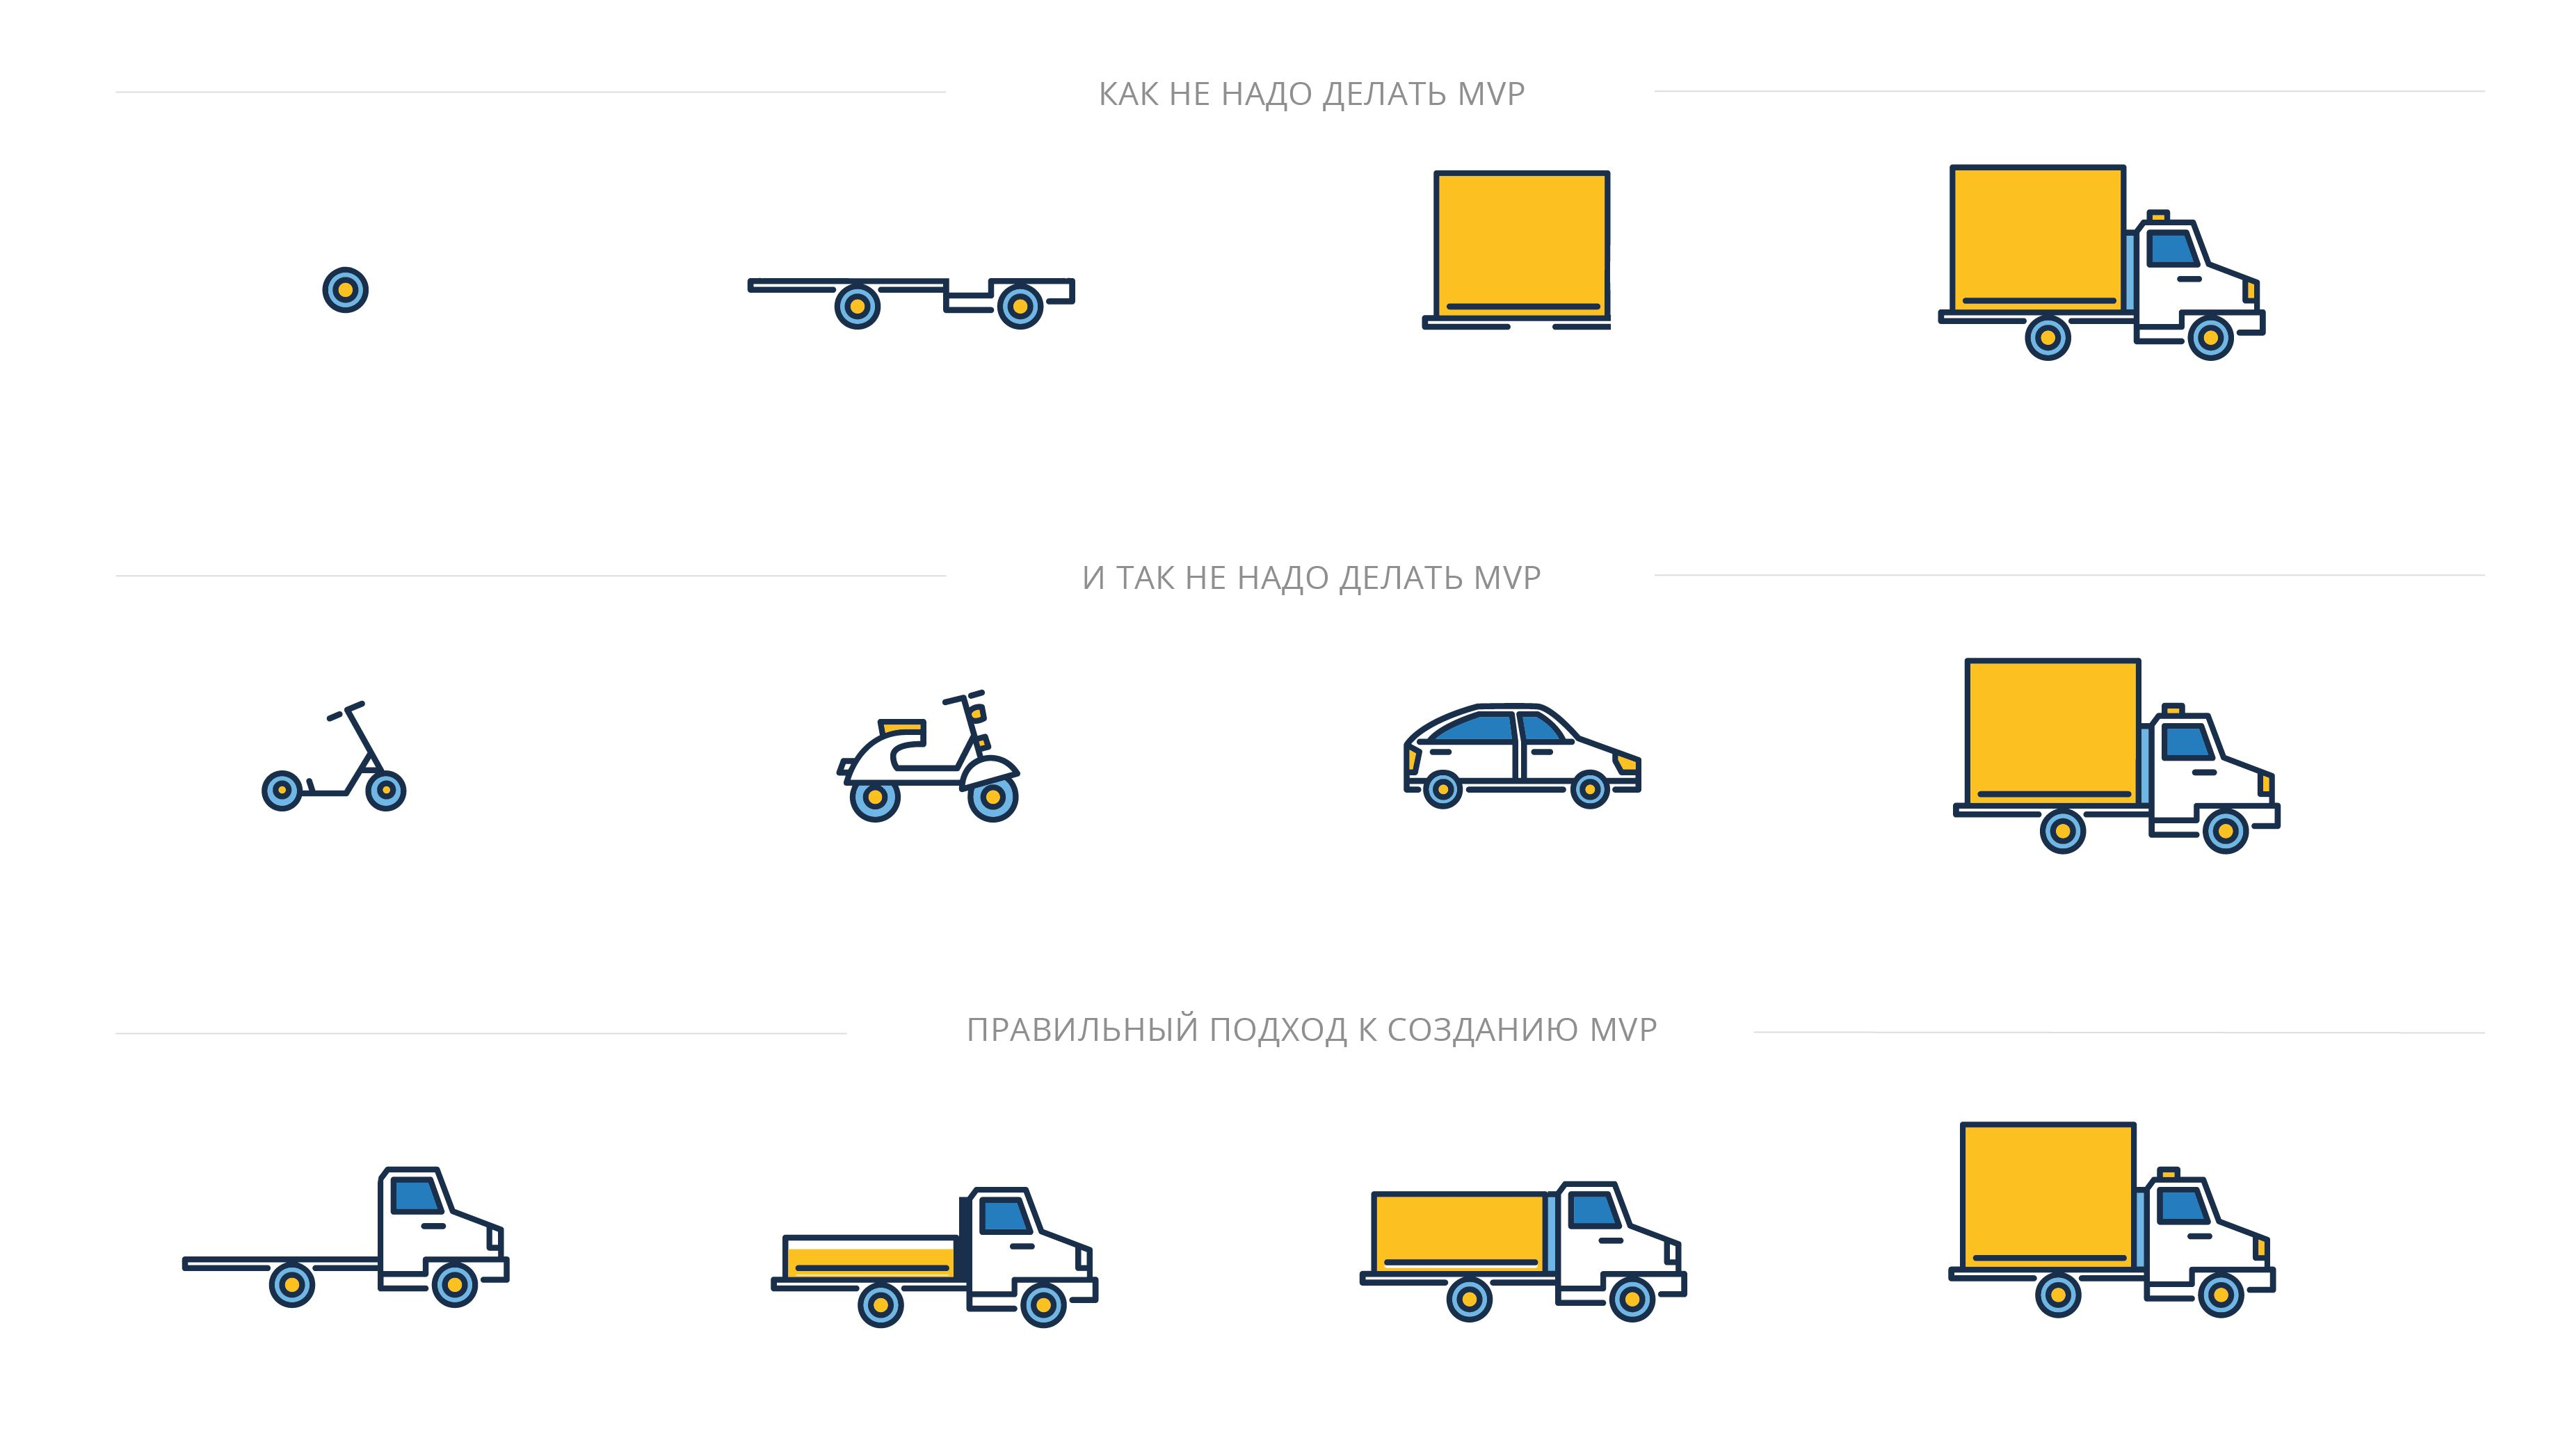 КАК НЕ НАДО ДЕЛАТЬ MVP
И ТАК НЕ НАДО ДЕЛАТЬ MVP
ПРАВИЛЬНЫЙ ПОДХОД К СОЗДАНИЮ MVP